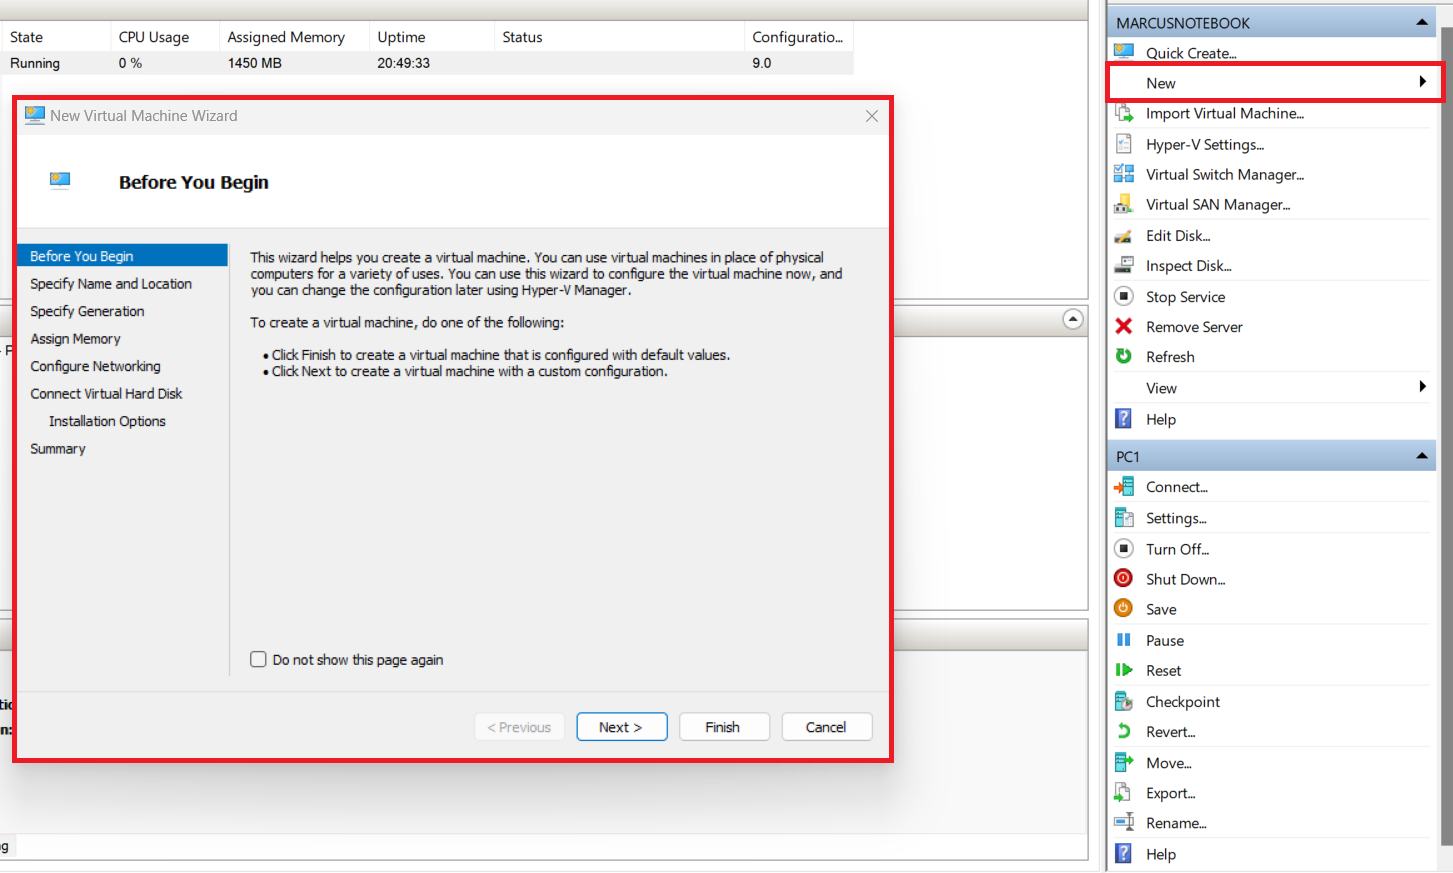 State CPU Usage Assigned Memory Uptime Status Configuratio...
Running 0 % 1450 MB 20:49:33 9.0
New Virtual Machine Wizard
Before You Begin
Before You Begin
Specify Name and Location
Specify Generation
Assign Memory
Configure Networking
Connect Virtual Hard Disk
Installation Options
Summary
This wizard helps you create a virtual machine. You can use virtual machines in place of physical
computers for a variety of uses. You can use this wizard to configure the virtual machine now, and
you can change the configuration later using Hyper-V Manager.
To create a virtual machine, do one of the following:
• Click Finish to create a virtual machine that is configured with default values.
• Click Next to create a virtual machine with a custom configuration.
Do not show this page again
< Previous Next > Finish Cancel
MARCUSNOTEBOOK
Quick Create...
New
Import Virtual Machine...
Hyper-V Settings...
Virtual Switch Manager...
Virtual SAN Manager...
Edit Disk...
Inspect Disk...
Stop Service
Remove Server
Refresh
View
Help
PC1
Connect...
Settings...
Turn Off...
Shut Down...
Save
Pause
Reset
Checkpoint
Revert...
Move...
Export...
Rename...
Help